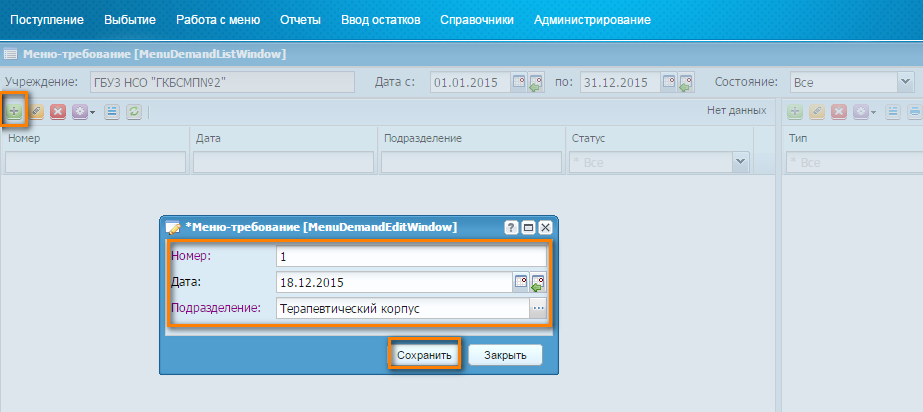 Поступление Выбытие Работа с меню Отчеты Ввод остатков Справочники Администрирование
Меню-требование [MenuDemandListWindow]
Учреждение: ГБУЗ НСО "ГКБСМП№2" Дата с: 01.01.2015 по: 31.12.2015 Состояние: Все
Нет данных
Номер Дата Подразделение Статус Тип
* Все * Все
*Меню-требование [MenuDemandEditWindow]
Номер: 1
Дата: 18.12.2015
Подразделение: Терапевтический корпус
Сохранить Закрыть